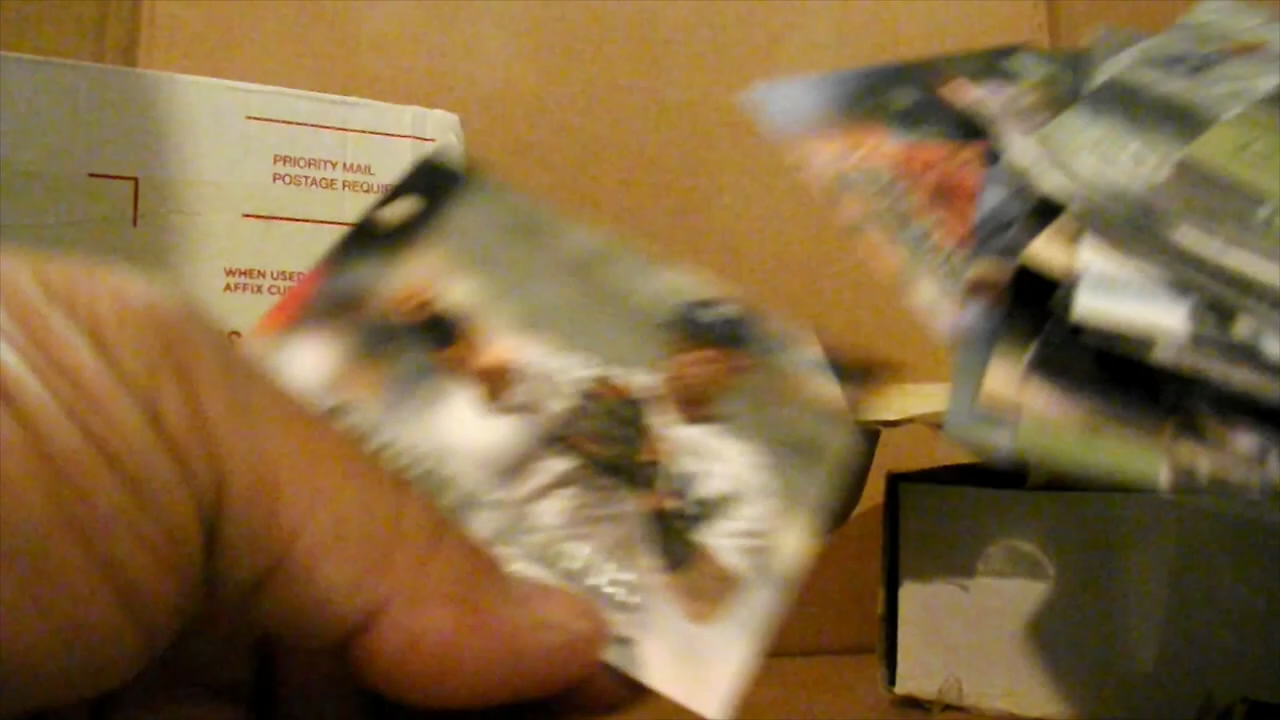 PRIORITY MAIL
POSTAGE REQUI
WHEN USED
AFFIX CU